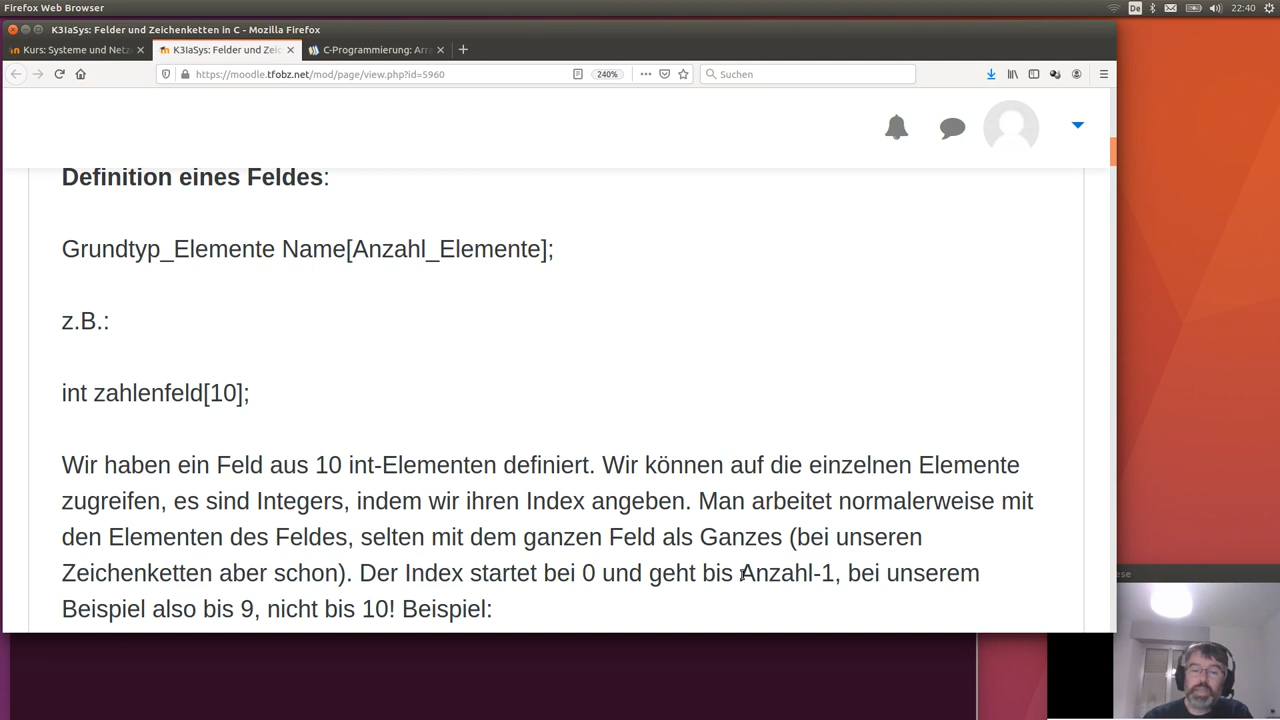 Firefox Web Browser
De
22:40
K3IaSys: Felder und Zeichenketten in C - Mozilla Firefox
Kurs: Systeme und Netz
K3IaSys: Felder und Zeic
C-Programmierung: Arra
https://moodle.tfobz.net/mod/page/view.php?id=5960
240%
Suchen
Definition eines Feldes:
Grundtyp_Elemente Name[Anzahl_Elemente];
z.B.:
int zahlenfeld[10];
Wir haben ein Feld aus 10 int-Elementen definiert. Wir können auf die einzelnen Elemente
zugreifen, es sind Integers, indem wir ihren Index angeben. Man arbeitet normalerweise mit
den Elementen des Feldes, selten mit dem ganzen Feld als Ganzes (bei unseren
Zeichenketten aber schon). Der Index startet bei 0 und geht bis Anzahl-1, bei unserem
Beispiel also bis 9, nicht bis 10! Beispiel: